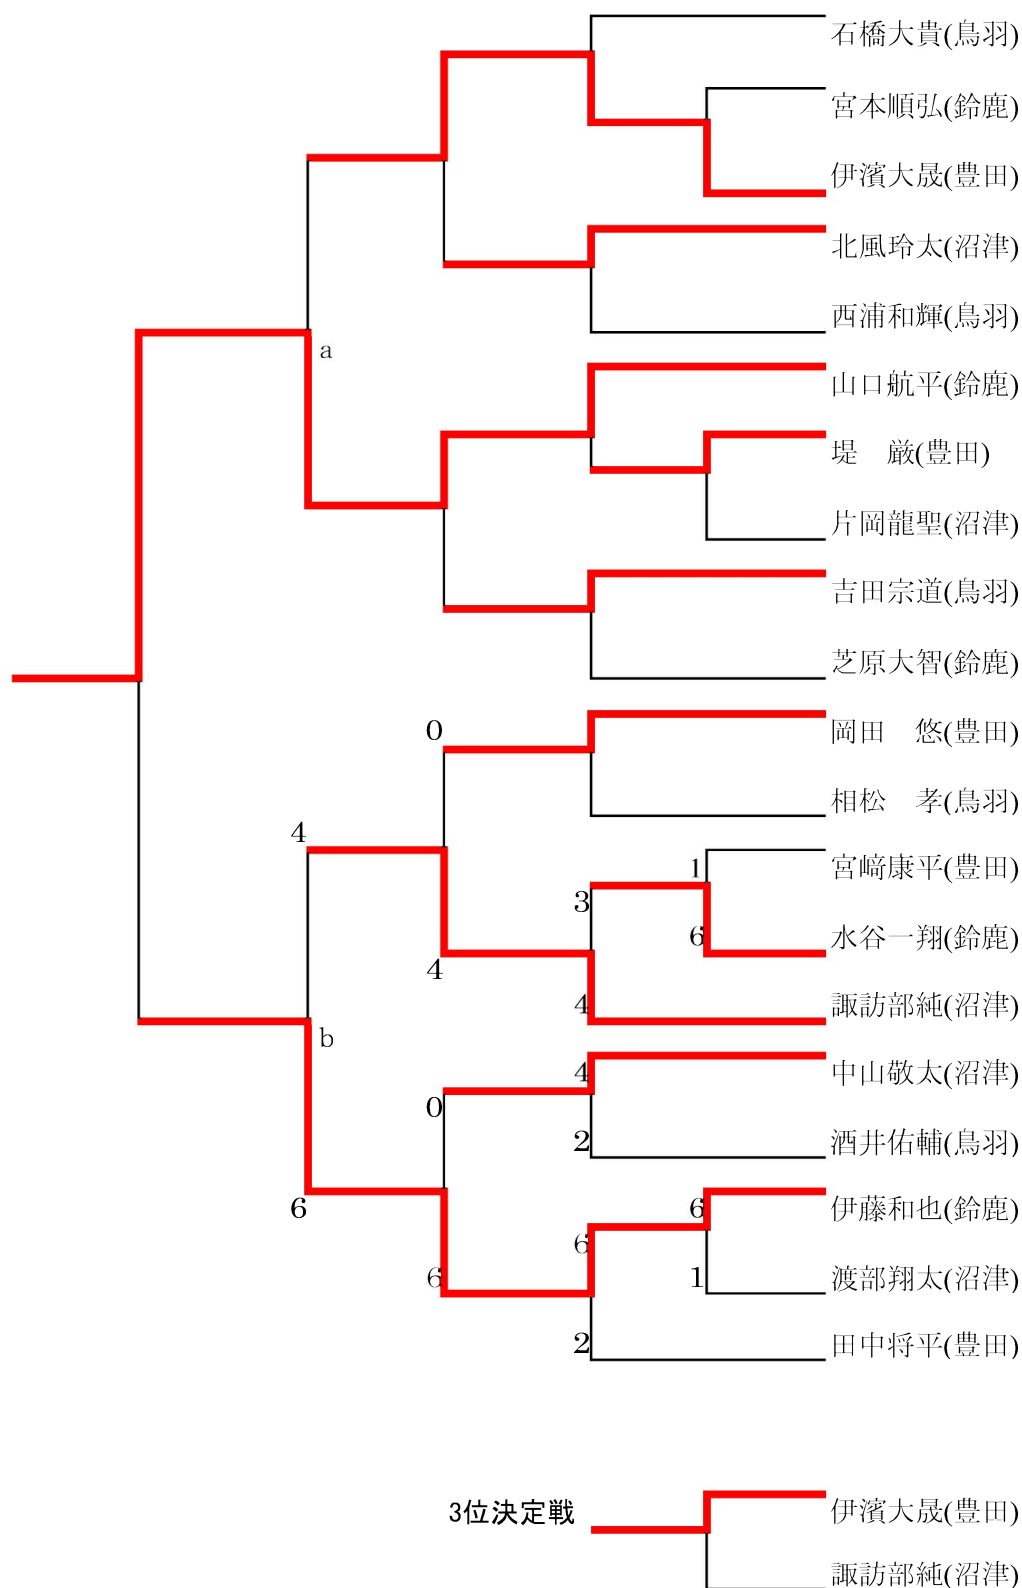 石橋大貴(鳥羽)
宮本順弘(鈴鹿)
伊濱大晟(豊田)
北風玲太(沼津)
西浦和輝(鳥羽)
a
山口航平(鈴鹿)
堤　厳(豊田)
片岡龍聖(沼津)
吉田宗道(鳥羽)
芝原大智(鈴鹿)
0
岡田　悠(豊田)
相松　孝(鳥羽)
4
1
宮﨑康平(豊田)
3
6
水谷一翔(鈴鹿)
4
4
諏訪部純(沼津)
b
4
中山敬太(沼津)
0
2
酒井佑輔(鳥羽)
6
6
伊藤和也(鈴鹿)
6
6
1
渡部翔太(沼津)
2
田中将平(豊田)
3位決定戦
伊濱大晟(豊田)
諏訪部純(沼津)